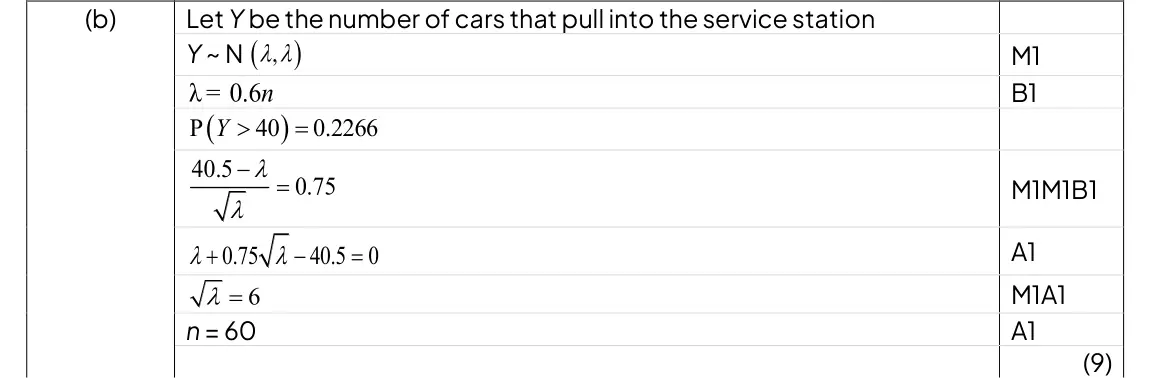 (b) Let Y be the number of cars that pull into the service station
Y ~ N (λ,λ) M1
λ = 0.6n B1
P(Y > 40) = 0.2266
(40.5 − λ)/√λ = 0.75 M1M1B1
λ + 0.75√λ − 40.5 = 0 A1
√λ = 6 M1A1
n = 60 A1
(9)